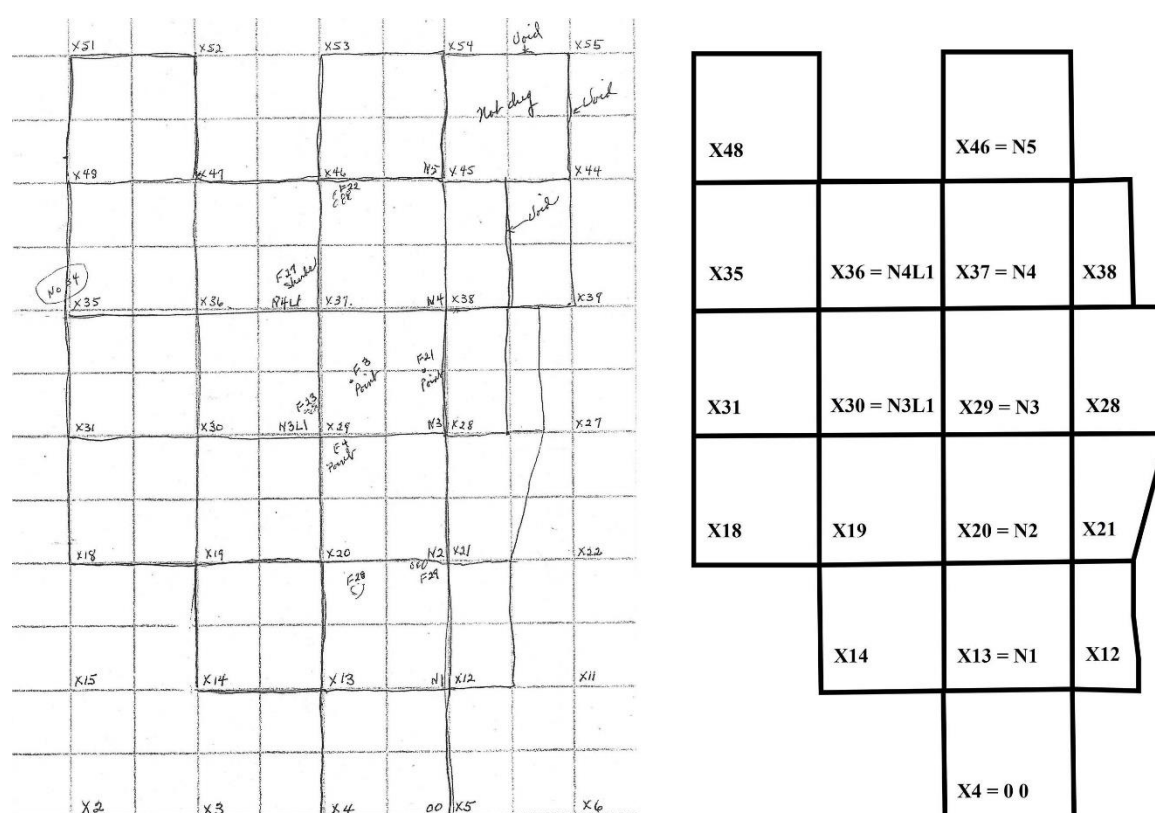 X51 X52 X53 X54 Void X55
Not dug Void
X48 X47 X46 N5 X45 X44
F22
Void
F27
No 34
X35 X36 N4L1 X37 N4 X38 X39
F3 F21
Point Point
F23
X31 X30 N3L1 X29 N3 X28 X27
F4
Point
X18 X19 X20 N2 X21 X22
F28 F29
X15 X14 X13 N1 X12 X11
X2 X3 X4 00 X5 X6
X48 X46 = N5
X35 X36 = N4L1 X37 = N4 X38
X31 X30 = N3L1 X29 = N3 X28
X18 X19 X20 = N2 X21
X14 X13 = N1 X12
X4 = 0 0